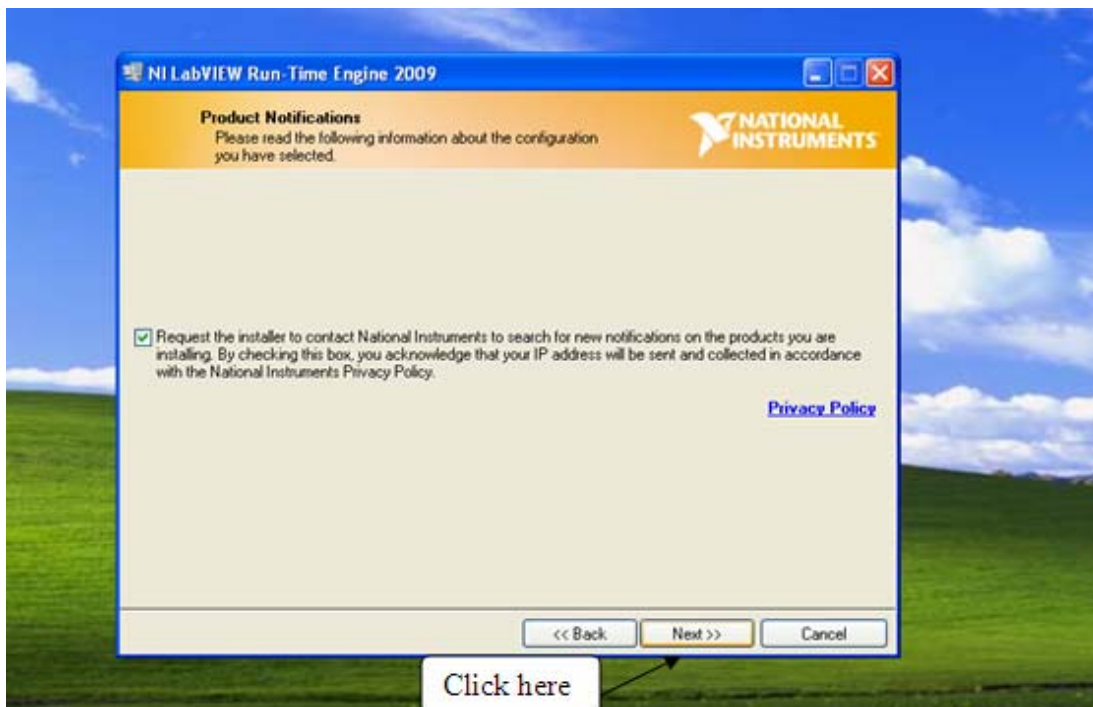 NI LabVIEW Run-Time Engine 2009
Product Notifications
Please read the following information about the configuration
you have selected.
NATIONAL
INSTRUMENTS
Request the installer to contact National Instruments to search for new notifications on the products you are
installing. By checking this box, you acknowledge that your IP address will be sent and collected in accordance
with the National Instruments Privacy Policy.
Privacy Policy
<< Back
Next >>
Cancel
Click here